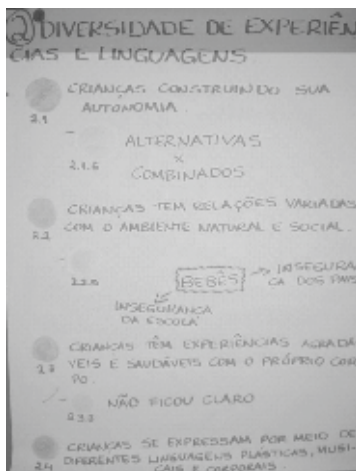 2 DIVERSIDADE DE EXPERIÊN
CIAS E LINGUAGENS
CRIANÇAS CONSTRUINDO SUA
AUTONOMIA.
2.1
ALTERNATIVAS
×
2.1.6
COMBINADOS
CRIANÇAS TEM RELAÇÕES VARIADAS
2.2 COM O AMBIENTE NATURAL E SOCIAL.
BEBÊS → INSEGURAN
ÇA DOS PAIS
INSEGURANÇA
DA ESCOLA
CRIANÇAS TÊM EXPERIÊNCIAS AGRADÁ
2.3 VEIS E SAUDÁVEIS COM O PRÓPRIO COR
PO.
NÃO FICOU CLARO
CRIANÇAS SE EXPRESSAM POR MEIO DE
2.4 DIFERENTES LINGUAGENS PLÁSTICAS, MUSI
CAIS E CORPORAIS.